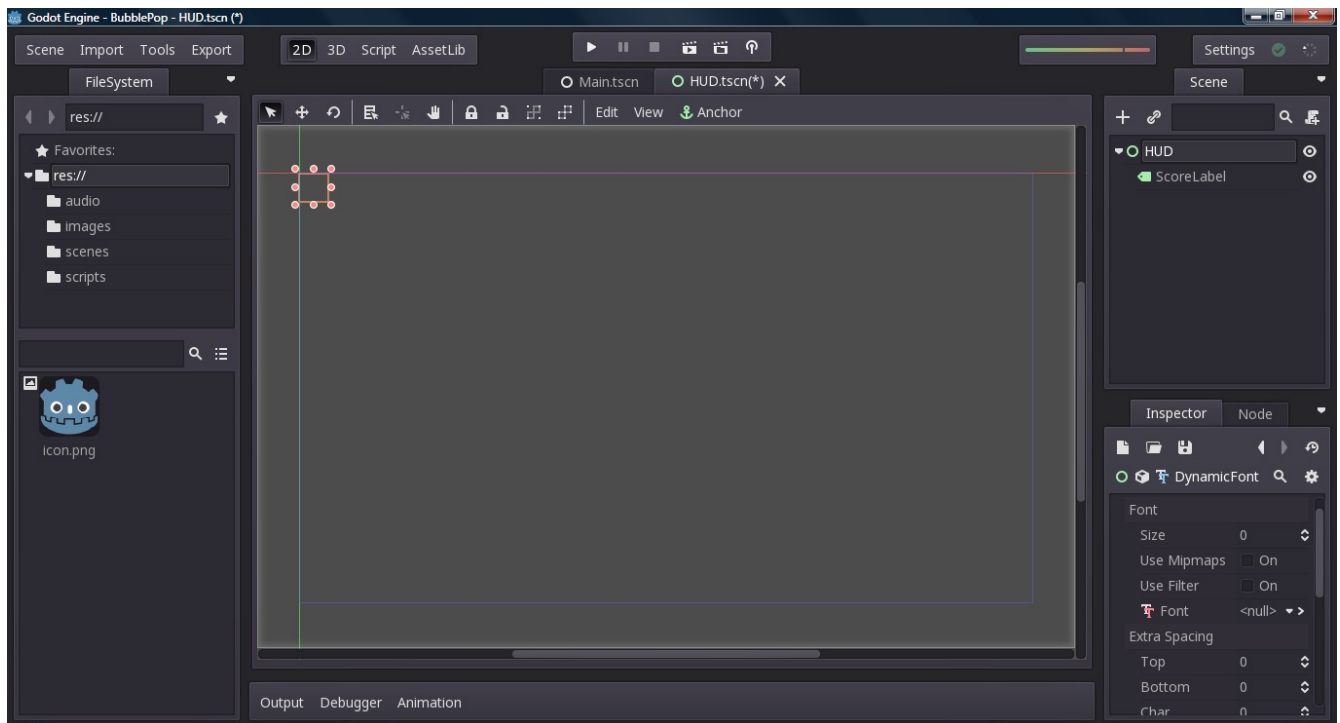 Godot Engine - BubblePop - HUD.tscn (*)
Scene Import Tools Export 2D 3D Script AssetLib Settings
FileSystem
Main.tscn HUD.tscn(*)
Scene
res://
Edit View Anchor
Favorites:
res://
audio
images
scenes
scripts
icon.png
HUD
ScoreLabel
Inspector Node
DynamicFont
Font
Size 0
Use Mipmaps On
Use Filter On
Font <null>
Extra Spacing
Top 0
Bottom 0
Char 0
Output Debugger Animation